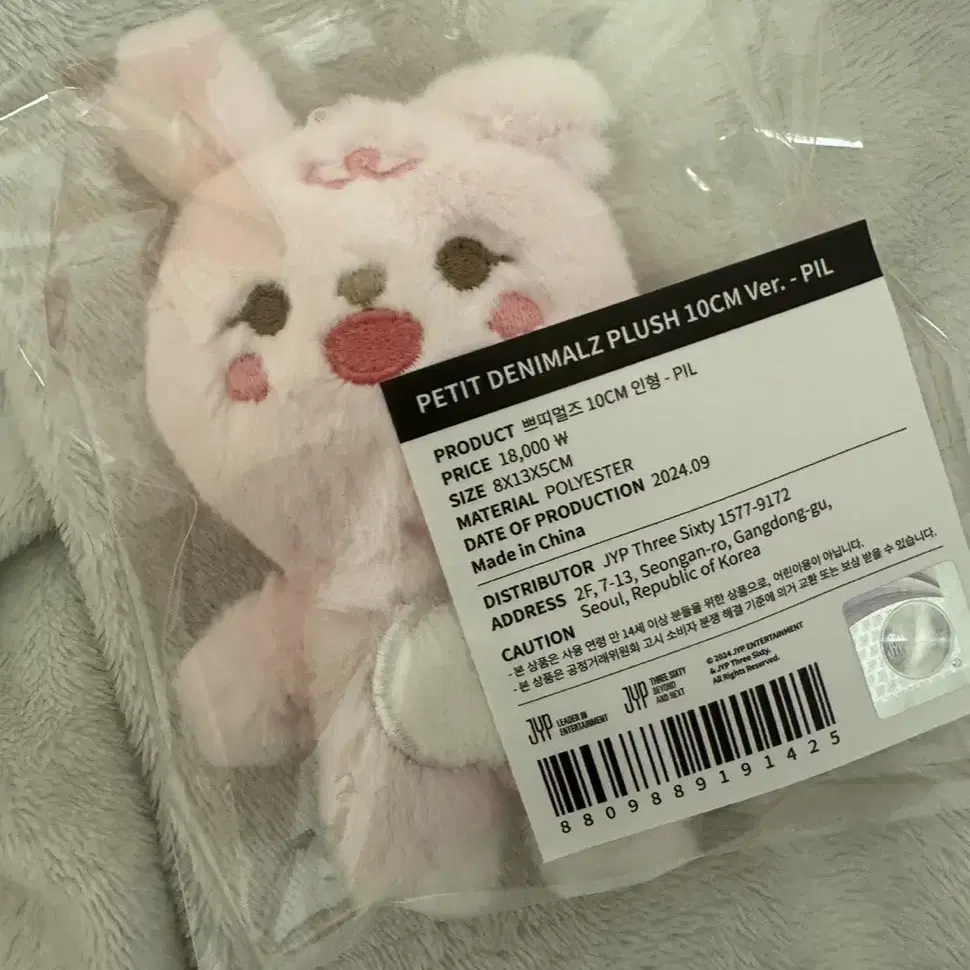 PETIT DENIMALZ PLUSH 10CM Ver. - PIL
PRODUCT 쁘띠멀즈 10CM 인형 - PIL
PRICE 18,000 ₩
SIZE 8X13X5CM
MATERIAL POLYESTER
DATE OF PRODUCTION 2024.09
Made in China
DISTRIBUTOR JYP Three Sixty 1577-9172
ADDRESS 2F, 7-13, Seongan-ro, Gangdong-gu,
Seoul, Republic of Korea
CAUTION
- 본 상품은 사용 연령 만 14세 이상 분들을 위한 상품으로, 어린이용이 아닙니다.
- 본 상품은 공정거래위원회 고시 소비자 분쟁 해결 기준에 의거 교환 또는 보상 받을 수 있습니다.
JYP LEADER IN
ENTERTAINMENT
JYP THREE SIXTY
BEYOND
AND NEXT
© 2024 JYP ENTERTAINMENT
& JYP Three Sixty.
All Rights Reserved.
8809889191425